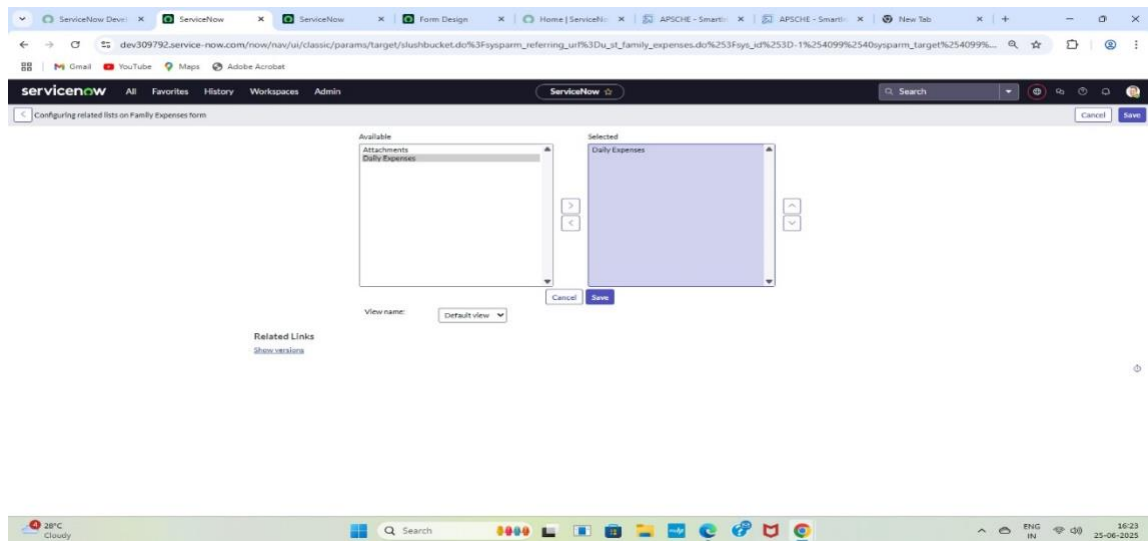 ServiceNow Devel
ServiceNow
ServiceNow
Form Design
Home | ServiceNo
APSCHE - Smartin
APSCHE - Smartin
New Tab
dev309792.service-now.com/now/nav/ui/classic/params/target/slushbucket.do%3Fsysparm_referring_url%3Du_st_family_expenses.do%253Fsys_id%253D-1%254099%2540sysparm_target%254099%...
Gmail YouTube Maps Adobe Acrobat
servicenow All Favorites History Workspaces Admin ServiceNow Search
Configuring related lists on Family Expenses form Cancel Save
Available Selected
Attachments Daily Expenses
Daily Expenses
Cancel Save
View name: Default view
Related Links
Show versions
4 28°C Search ENG 16:23
Cloudy IN 25-06-2025